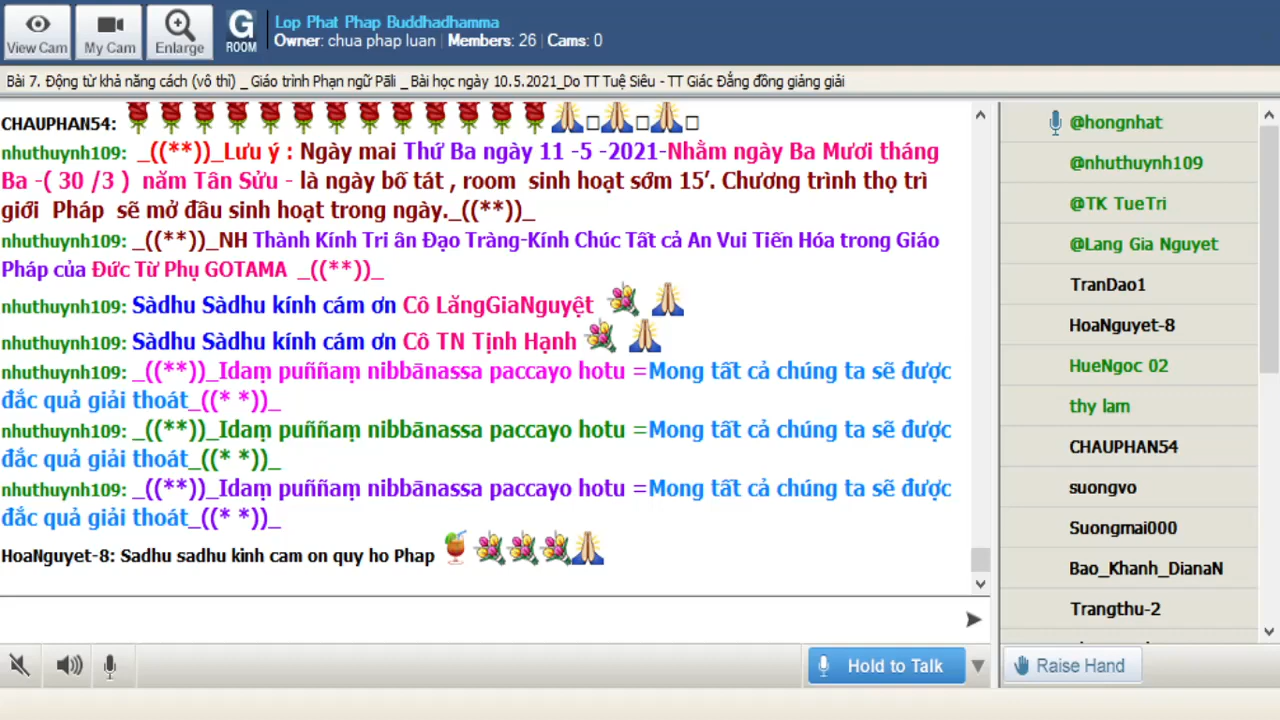 View Cam
My Cam
Enlarge
G
ROOM
Lop Phat Phap Buddhadhamma
Owner: chua phap luan | Members: 26 | Cams: 0
Bài 7. Động từ khả năng cách (vô thì) _ Giáo trình Phạn ngữ Pāli _ Bài học ngày 10.5.2021_Do TT Tuệ Siêu - TT Giác Đẳng đồng giảng giải
CHAUPHAN54:
nhuthuynh109: _((**))_Lưu ý : Ngày mai Thứ Ba ngày 11 -5 -2021-Nhằm ngày Ba Mươi tháng
Ba -( 30 /3 ) năm Tân Sửu - là ngày bố tát , room sinh hoạt sớm 15’. Chương trình thọ trì
giới Pháp sẽ mở đầu sinh hoạt trong ngày._((**))_
nhuthuynh109: _((**))_NH Thành Kính Tri ân Đạo Tràng-Kính Chúc Tất cả An Vui Tiến Hóa trong Giáo
Pháp của Đức Từ Phụ GOTAMA _((**))_
nhuthuynh109: Sàdhu Sàdhu kính cám ơn Cô LăngGiaNguyệt
nhuthuynh109: Sàdhu Sàdhu kính cám ơn Cô TN Tịnh Hạnh
nhuthuynh109: _((**))_Idaṃ puññaṃ nibbānassa paccayo hotu =Mong tất cả chúng ta sẽ được
đắc quả giải thoát_((* *))_
nhuthuynh109: _((**))_Idaṃ puññaṃ nibbānassa paccayo hotu =Mong tất cả chúng ta sẽ được
đắc quả giải thoát_((* *))_
nhuthuynh109: _((**))_Idaṃ puññaṃ nibbānassa paccayo hotu =Mong tất cả chúng ta sẽ được
đắc quả giải thoát_((* *))_
HoaNguyet-8: Sadhu sadhu kinh cam on quy ho Phap
@hongnhat
@nhuthuynh109
@TK TueTri
@Lang Gia Nguyet
TranDao1
HoaNguyet-8
HueNgoc 02
thy lam
CHAUPHAN54
suongvo
Suongmai000
Bao_Khanh_DianaN
Trangthu-2
Hold to Talk
Raise Hand